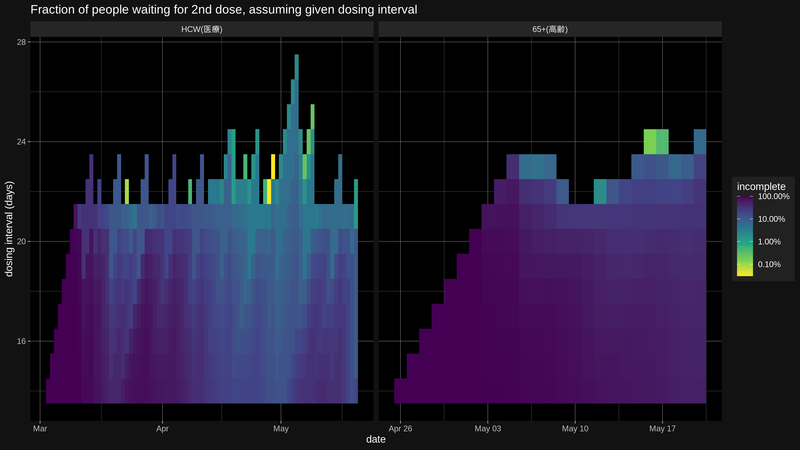 Fraction of people waiting for 2nd dose, assuming given dosing interval
HCW(医療)
65+(高齢)
dosing interval (days)
28
24
20
16
Mar
Apr
May
Apr 26
May 03
May 10
May 17
date
incomplete
100.00%
10.00%
1.00%
0.10%